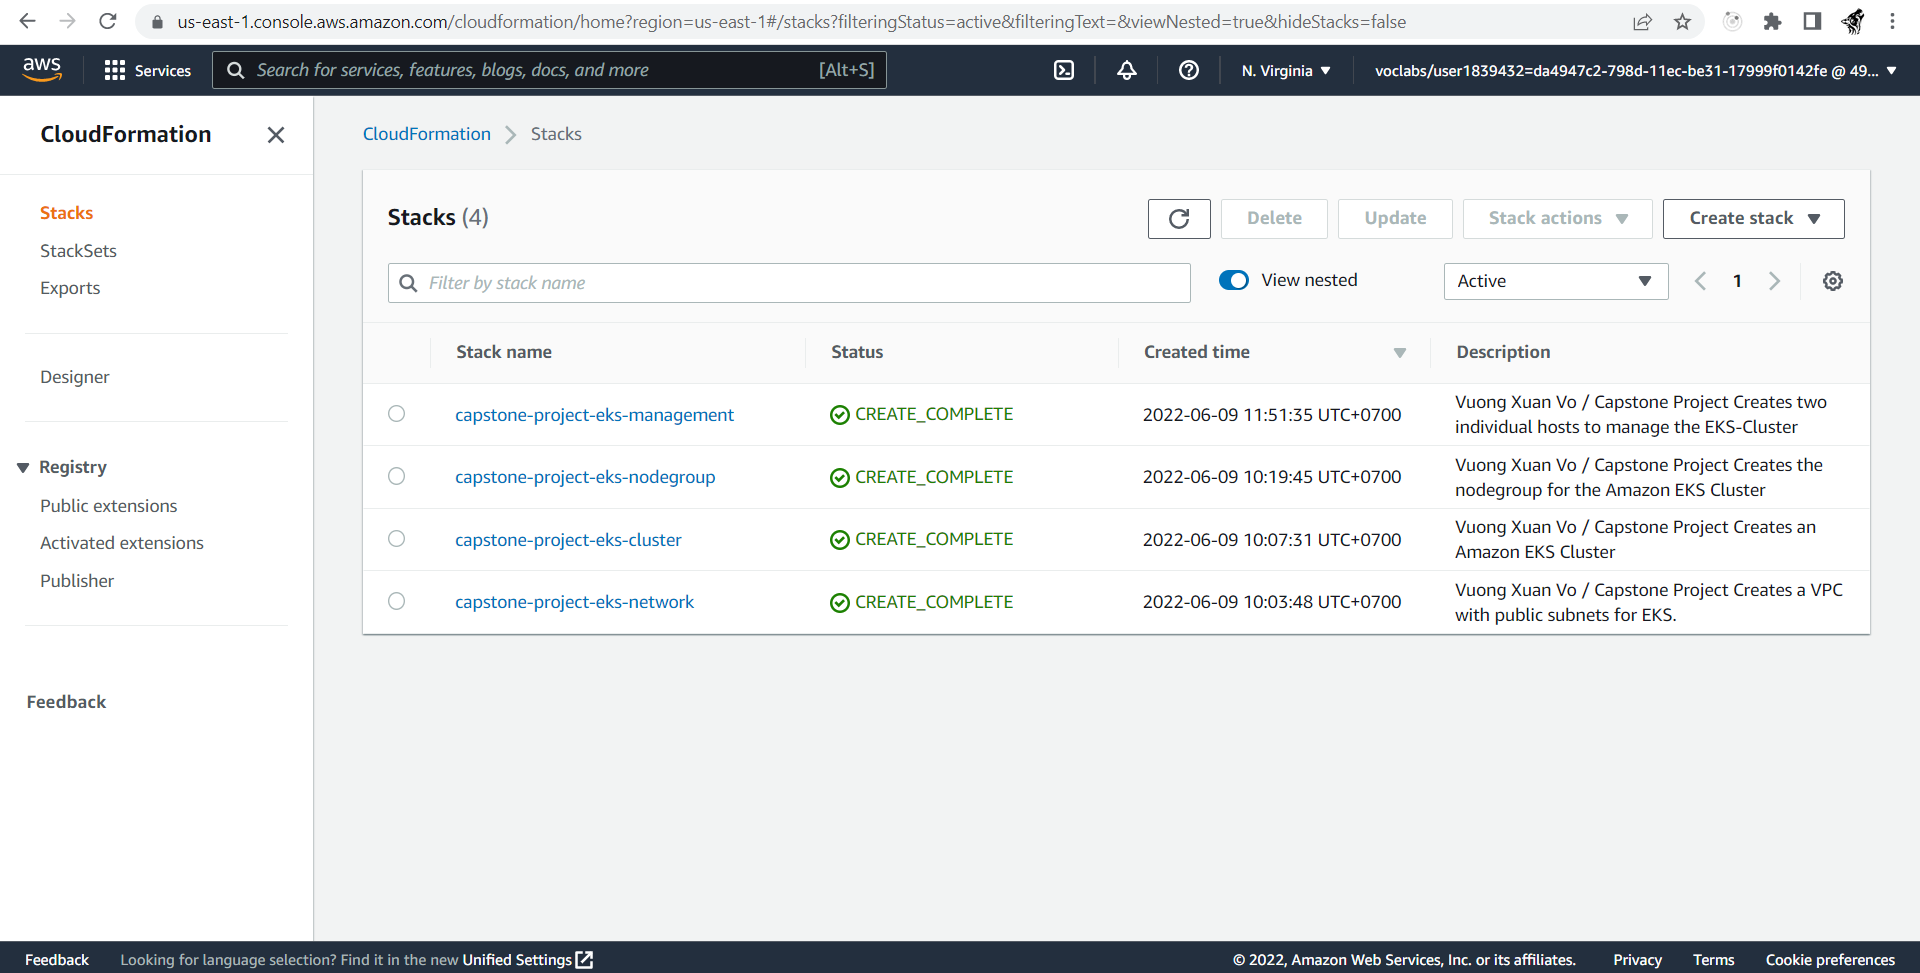 us-east-1.console.aws.amazon.com/cloudformation/home?region=us-east-1#/stacks?filteringStatus=active&filteringText=&viewNested=true&hideStacks=false
aws
Services
Search for services, features, blogs, docs, and more
[Alt+S]
N. Virginia
voclabs/user1839432=da4947c2-798d-11ec-be31-17999f0142fe @ 49...
CloudFormation
Stacks
StackSets
Exports
Designer
Registry
Public extensions
Activated extensions
Publisher
Feedback
CloudFormation
Stacks
Stacks (4)
Delete
Update
Stack actions
Create stack
Filter by stack name
View nested
Active
1
Stack name
Status
Created time
Description
capstone-project-eks-management
CREATE_COMPLETE
2022-06-09 11:51:35 UTC+0700
Vuong Xuan Vo / Capstone Project Creates two
individual hosts to manage the EKS-Cluster
capstone-project-eks-nodegroup
CREATE_COMPLETE
2022-06-09 10:19:45 UTC+0700
Vuong Xuan Vo / Capstone Project Creates the
nodegroup for the Amazon EKS Cluster
capstone-project-eks-cluster
CREATE_COMPLETE
2022-06-09 10:07:31 UTC+0700
Vuong Xuan Vo / Capstone Project Creates an
Amazon EKS Cluster
capstone-project-eks-network
CREATE_COMPLETE
2022-06-09 10:03:48 UTC+0700
Vuong Xuan Vo / Capstone Project Creates a VPC
with public subnets for EKS.
Feedback
Looking for language selection? Find it in the new Unified Settings
© 2022, Amazon Web Services, Inc. or its affiliates.
Privacy
Terms
Cookie preferences